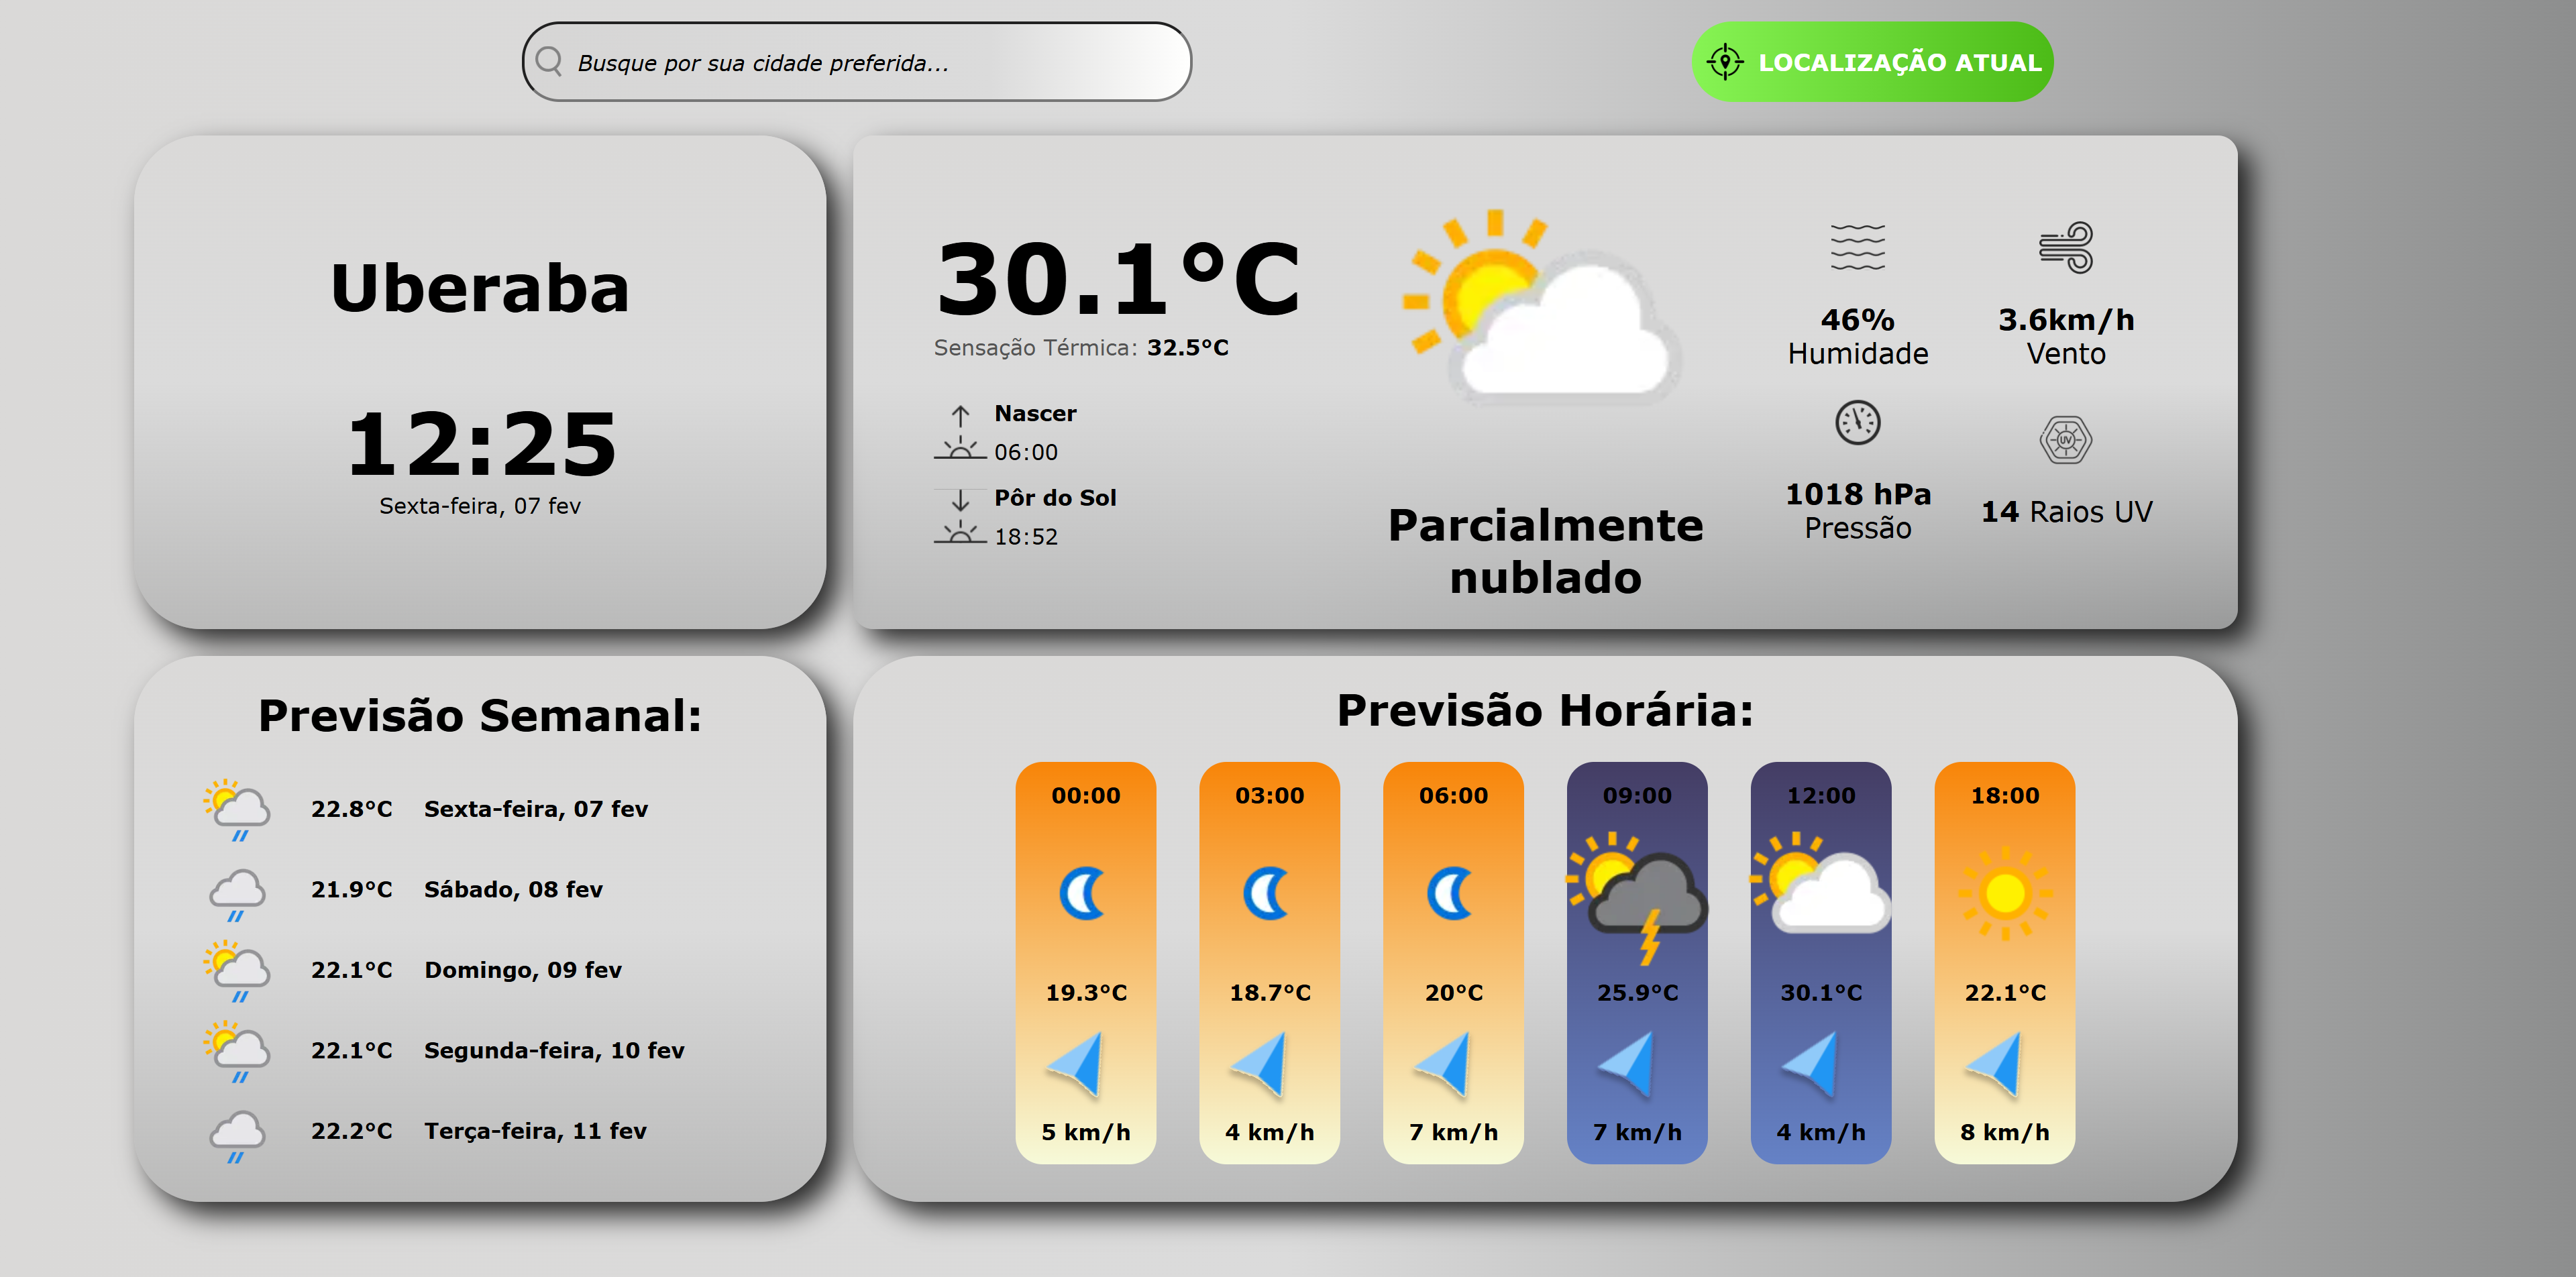 Busque por sua cidade preferida...
LOCALIZAÇÃO ATUAL
Uberaba
12:25
Sexta-feira, 07 fev
30.1°C
Sensação Térmica: 32.5°C
Nascer
06:00
Pôr do Sol
18:52
Parcialmente
nublado
46%
Humidade
3.6km/h
Vento
1018 hPa
Pressão
UV
14 Raios UV
Previsão Semanal:
22.8°C Sexta-feira, 07 fev
21.9°C Sábado, 08 fev
22.1°C Domingo, 09 fev
22.1°C Segunda-feira, 10 fev
22.2°C Terça-feira, 11 fev
Previsão Horária:
00:00
19.3°C
5 km/h
03:00
18.7°C
4 km/h
06:00
20°C
7 km/h
09:00
25.9°C
7 km/h
12:00
30.1°C
4 km/h
18:00
22.1°C
8 km/h